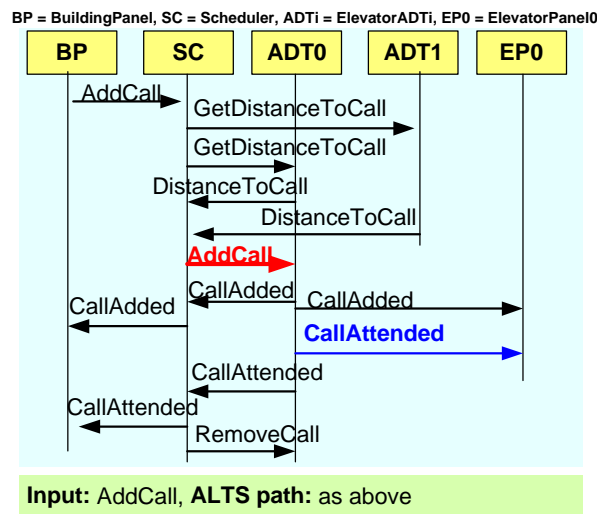 BP = BuildingPanel, SC = Scheduler, ADTi = ElevatorADTi, EP0 = ElevatorPanel0
BP SC ADT0 ADT1 EP0
AddCall
GetDistanceToCall
GetDistanceToCall
DistanceToCall
DistanceToCall
AddCall
CallAdded
CallAdded CallAdded
CallAttended
CallAttended
CallAttended
RemoveCall
Input: AddCall, ALTS path: as above